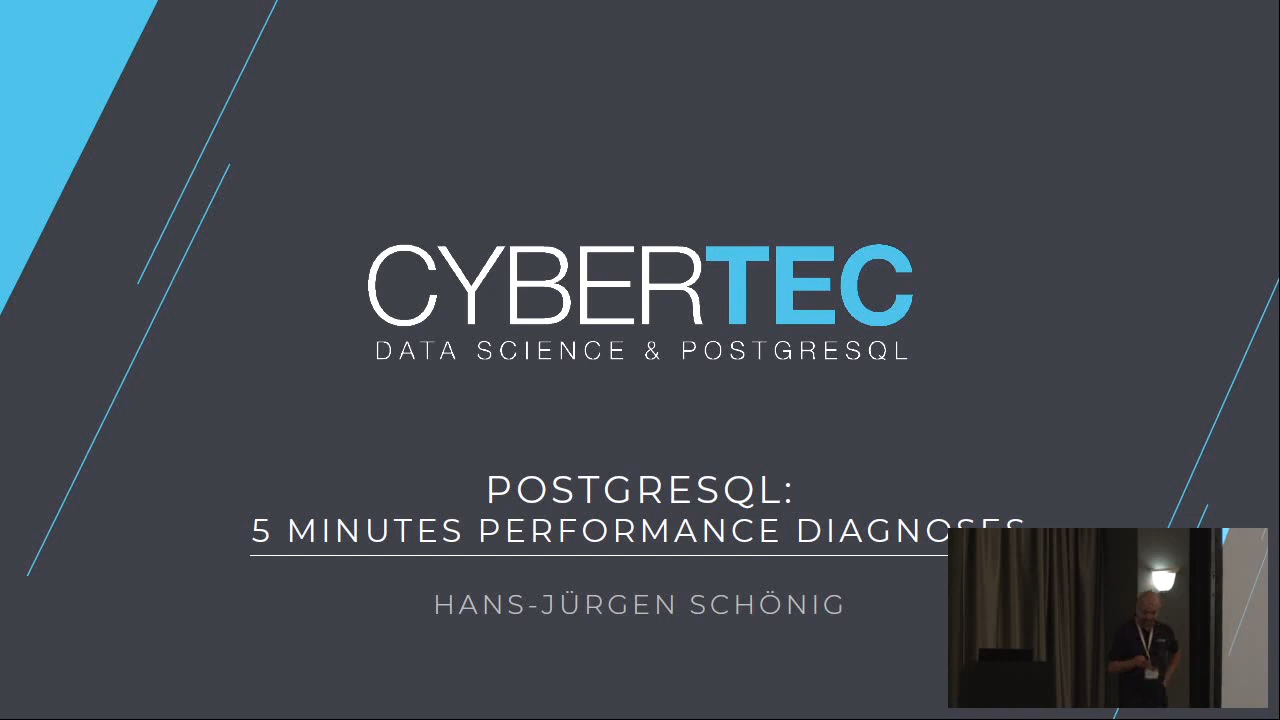 CYBERTEC
DATA SCIENCE & POSTGRESQL
POSTGRESQL:
5 MINUTES PERFORMANCE DIAGNOSES
HANS-JÜRGEN SCHÖNIG